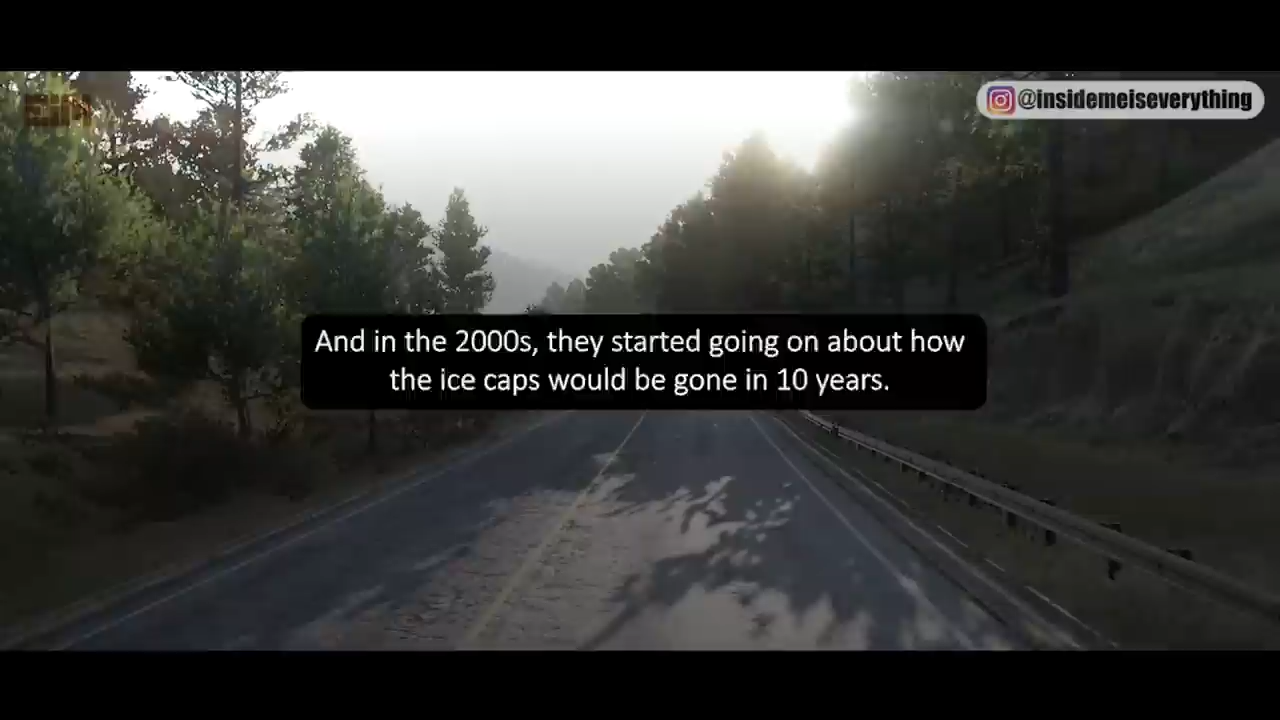 @insidemeiseverything
And in the 2000s, they started going on about how
the ice caps would be gone in 10 years.